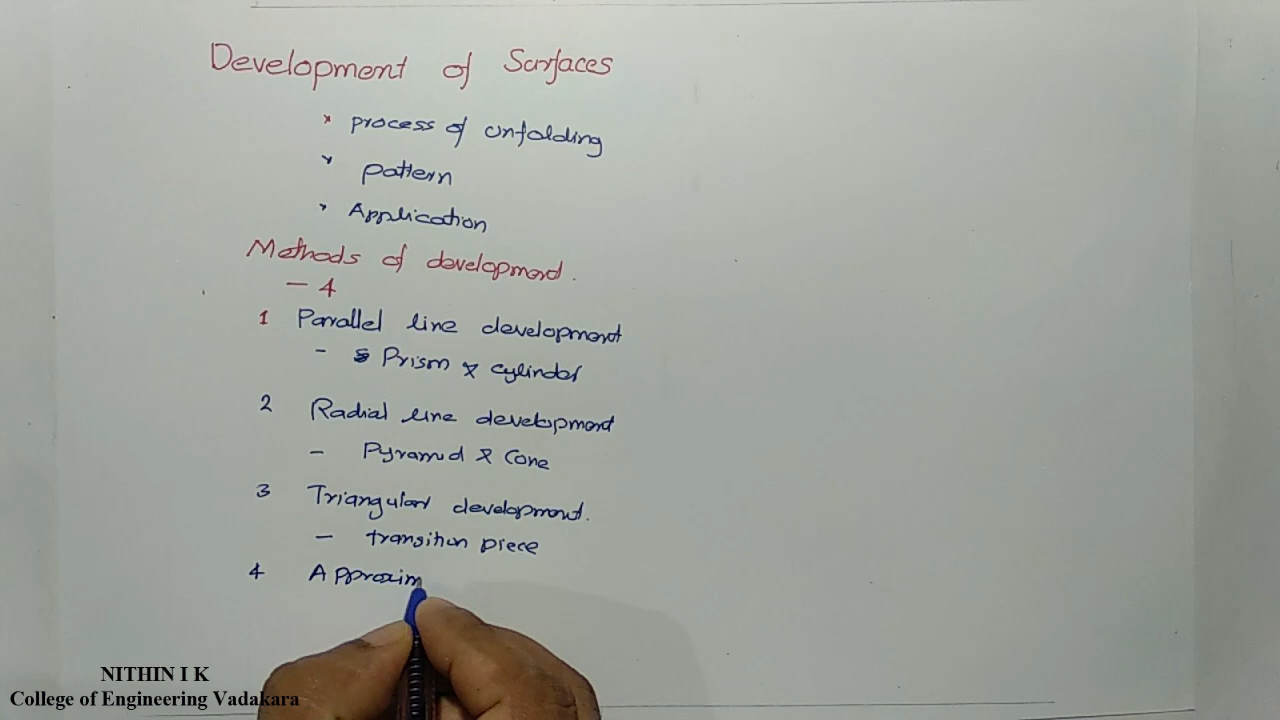 Development of Surfaces
× process of unfolding
pattern
Application
Methods of development.
— 4
1 Parallel line development
- Prism & cylinder
2 Radial line development
- Pyramid & Cone
3 Triangular development.
- transition piece
4 Approxim
NITHIN I K
College of Engineering Vadakara